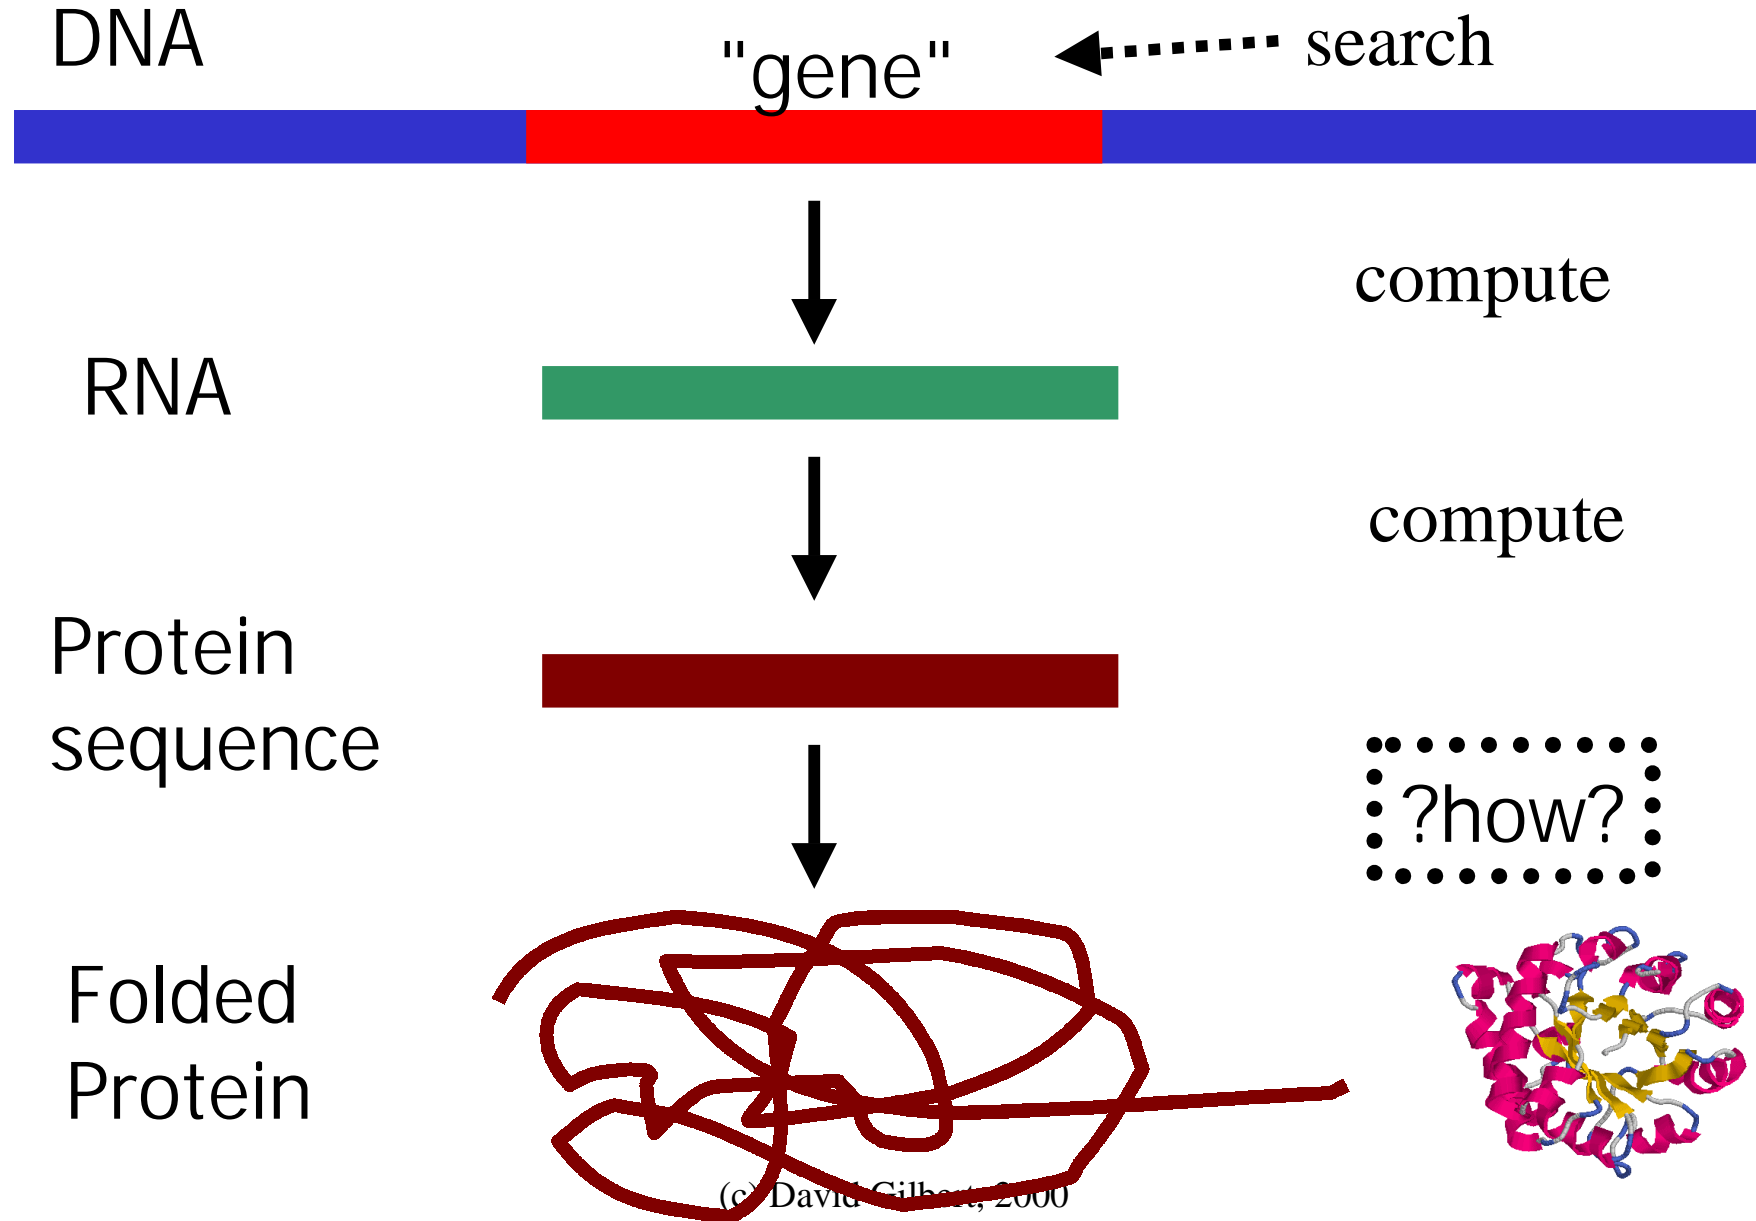 DNA
"gene"
search
compute
RNA
compute
Protein
sequence
?how?
Folded
Protein
(c) David Gilbert, 2000